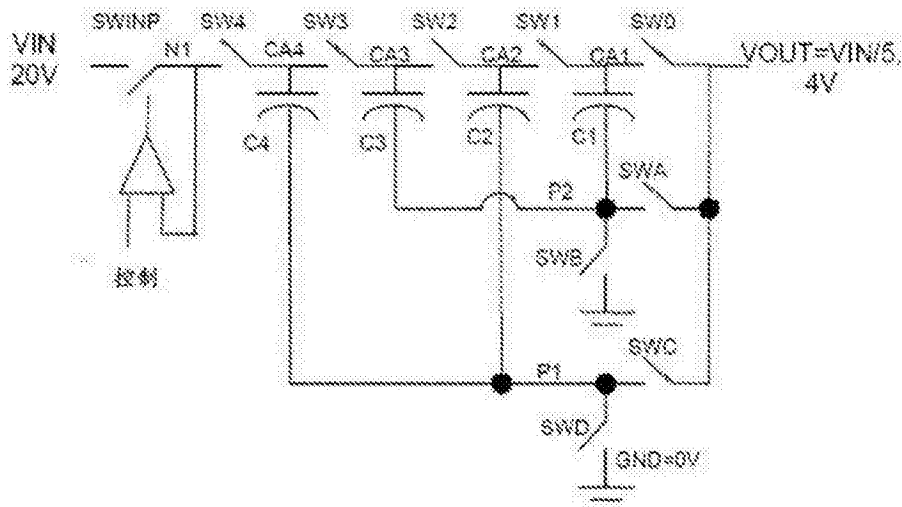 SWINP
SW4
SW3
SW2
SW1
SW0
VIN
20V
N1
CA4
CA3
CA2
CA1
VOUT=VIN/5,
4V
C4
C3
C2
C1
SWA
P2
SWB
控制
SWC
P1
SWD
GND=0V